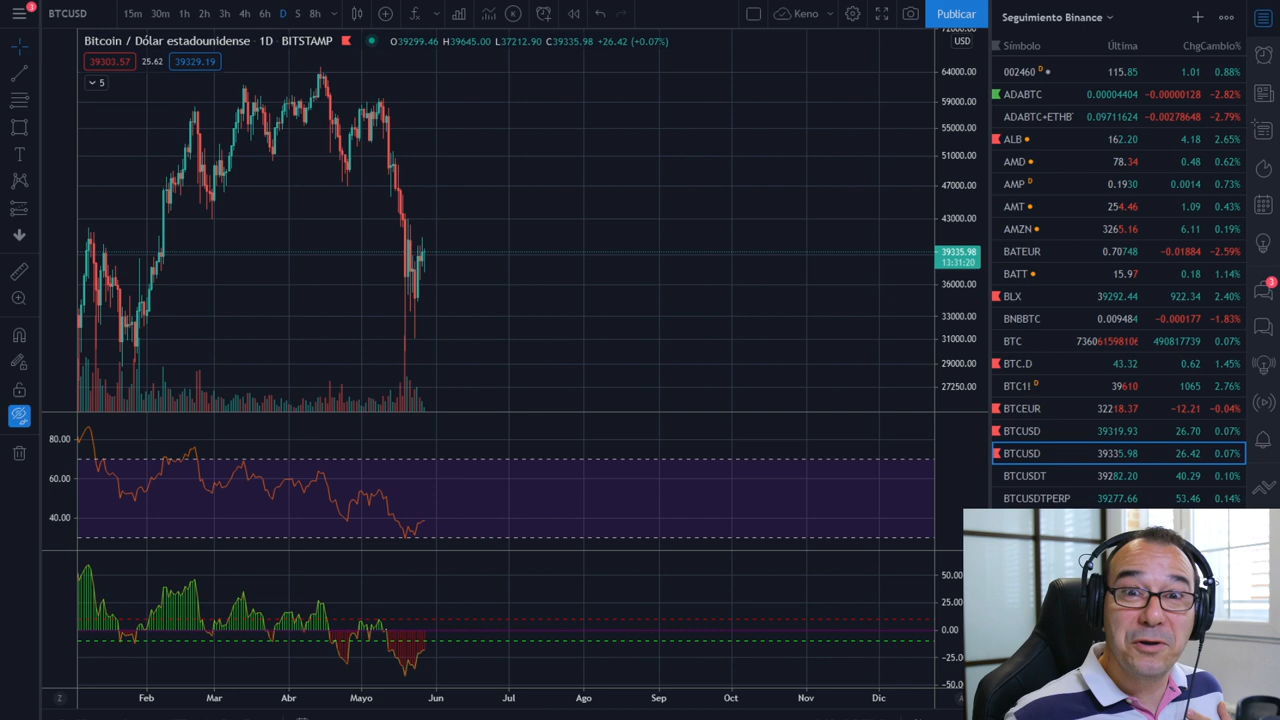 3
BTCUSD 15m 30m 1h 2h 3h 4h 6h D S 8h Keno Publicar
Bitcoin / Dólar estadounidense · 1D · BITSTAMP O39299.46 H39645.00 L37212.90 C39335.98 +26.42 (+0.07%)
39303.57 25.62 39329.19
5
72000.00
USD
64000.00
59000.00
55000.00
51000.00
47000.00
43000.00
39335.98
13:31:20
36000.00
33000.00
31000.00
29000.00
27250.00
80.00
60.00
40.00
50.00
25.00
0.00
-25.00
-50.00
Z Feb Mar Abr Mayo Jun Jul Ago Sep Oct Nov Dic
Seguimiento Binance
Símbolo Última Chg Cambio%
002460 D 115.85 1.01 0.88%
ADABTC 0.00004404 -0.00000128 -2.82%
ADABTC+ETHB 0.09711624 -0.00278648 -2.79%
ALB 162.20 4.18 2.65%
AMD 78.34 0.48 0.62%
AMP D 0.1930 0.0014 0.73%
AMT 254.46 1.09 0.43%
AMZN 3265.16 6.11 0.19%
BATEUR 0.70748 -0.01884 -2.59%
BATT 15.97 0.18 1.14%
BLX 39292.44 922.34 2.40%
BNBBTC 0.009484 -0.000177 -1.83%
BTC 73606159810 490817739 0.07%
BTC.D 43.32 0.62 1.45%
BTC1! D 39610 1065 2.76%
BTCEUR 32218.37 -12.21 -0.04%
BTCUSD 39319.93 26.70 0.07%
BTCUSD 39335.98 26.42 0.07%
BTCUSDT 39282.20 40.29 0.10%
BTCUSDTPERP 39277.66 53.46 0.14%
3